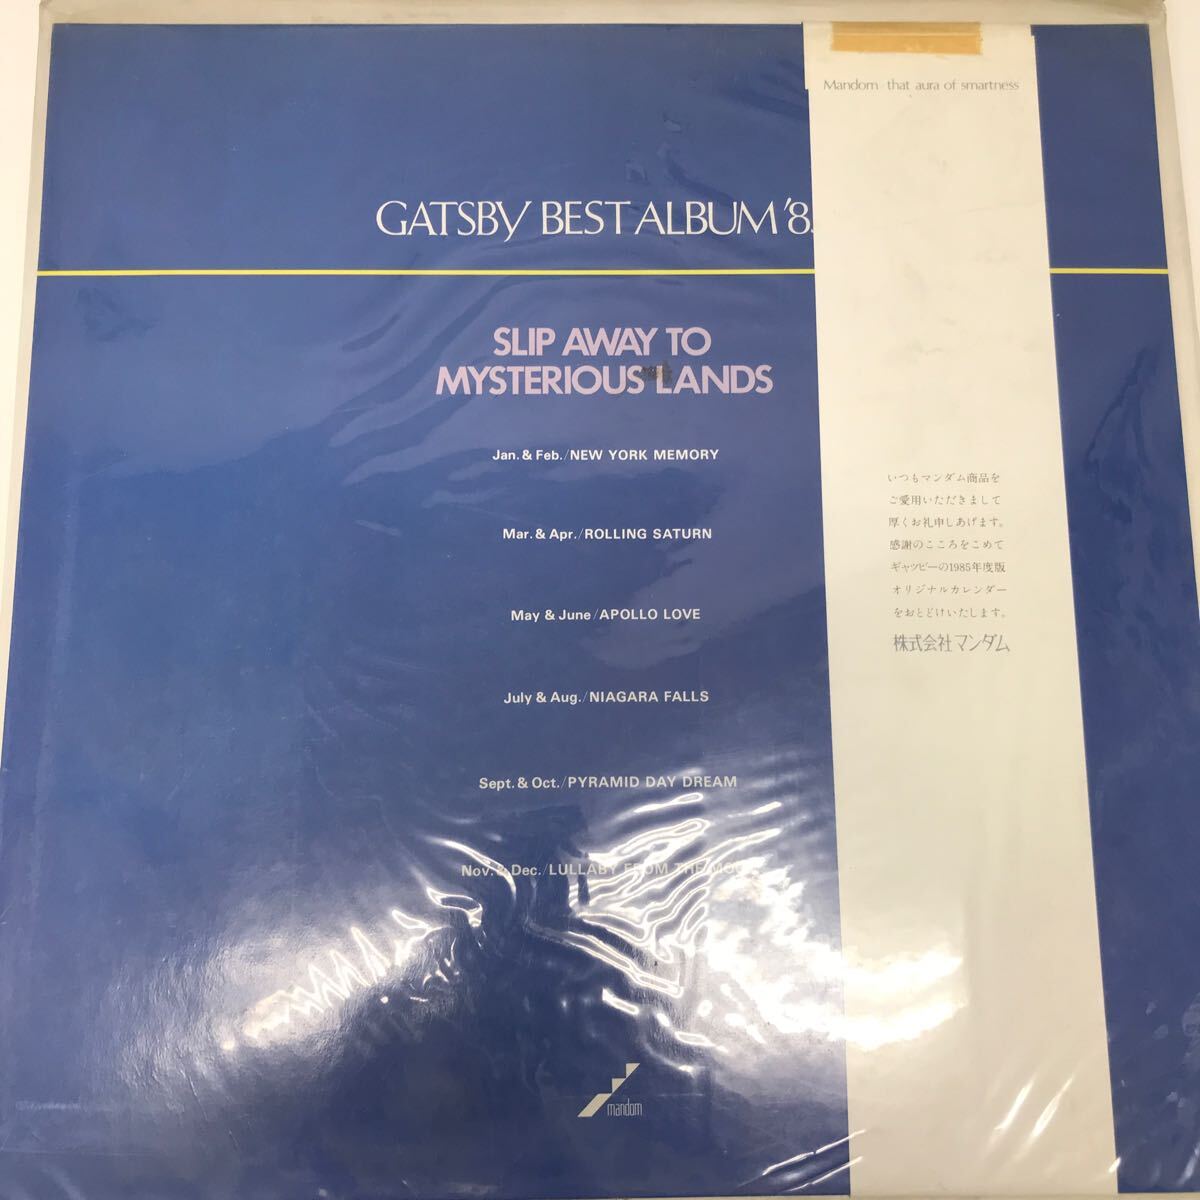 Mandom that aura of smartness
GATSBY BEST ALBUM '8
SLIP AWAY TO
MYSTERIOUS LANDS
Jan. & Feb./NEW YORK MEMORY
Mar. & Apr./ROLLING SATURN
May & June/APOLLO LOVE
July & Aug./NIAGARA FALLS
Sept. & Oct./PYRAMID DAY DREAM
Nov. & Dec./LULLABY FROM THE
いつもマンダム商品を
ご愛用いただきまして
厚くお礼申しあげます。
感謝のこころをこめて
ギャツビーの1985年度版
オリジナルカレンダー
をおとどけいたします。
株式会社マンダム
mandom